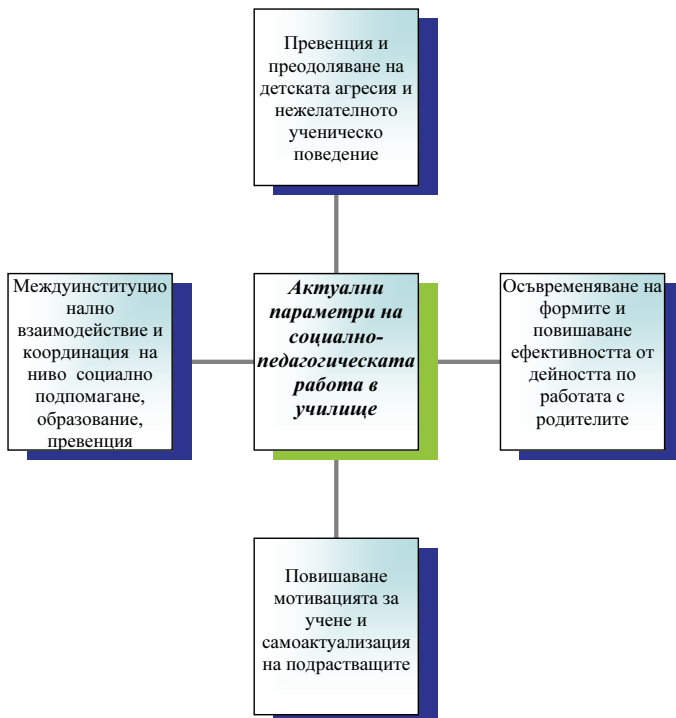 Превенция и
преодоляване на
детската агресия и
нежелателното
ученическо
поведение
Междуинституцио
нално
взаимодействие и
координация на
ниво социално
подпомагане,
образование,
превенция
Актуални
параметри на
социално-
педагогическата
работа в
училище
Осъвременяване на
формите и
повишаване
ефективността от
дейността по
работата с
родителите
Повишаване
мотивацията за
учене и
самоактуализация
на подрастващите